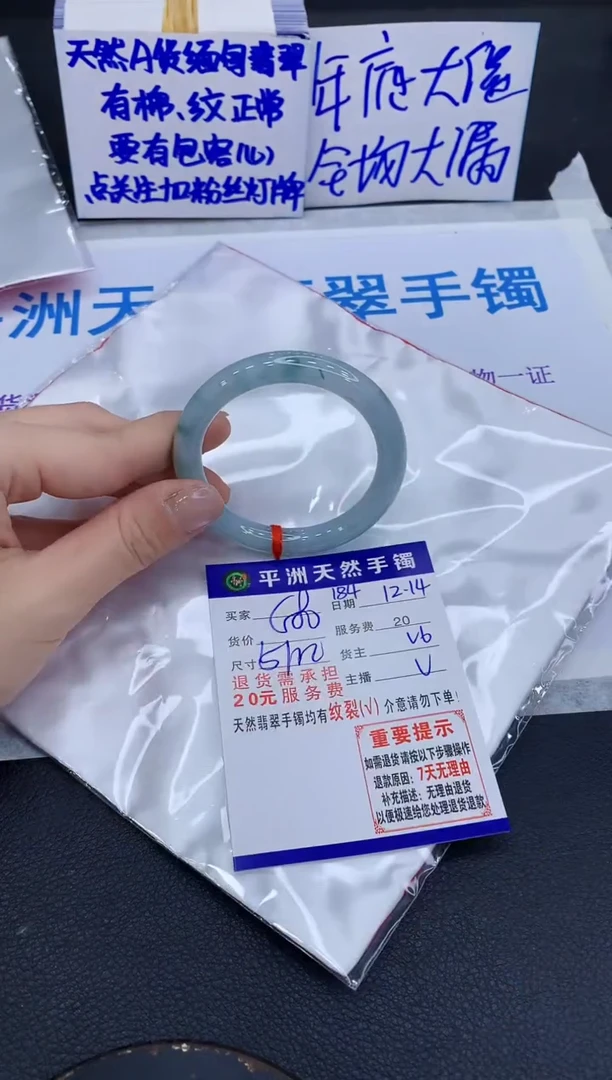 天然A货缅甸翡翠
有棉、纹正常
要有包容心)
点关注加粉丝灯牌
年底大
全场大漏
洲天
翠手镯
物一证
平洲天然手镯
买家
184
日期 12-14
货价
服务费 20
尺寸
货主
主播 V
退货需承担
20元服务费
天然翡翠手镯均有纹裂(√)介意请勿下单!
重要提示
如需退货请按以下步骤操作
退款原因:7天无理由
补充描述:无理由退货
以便极速给您处理退货退款